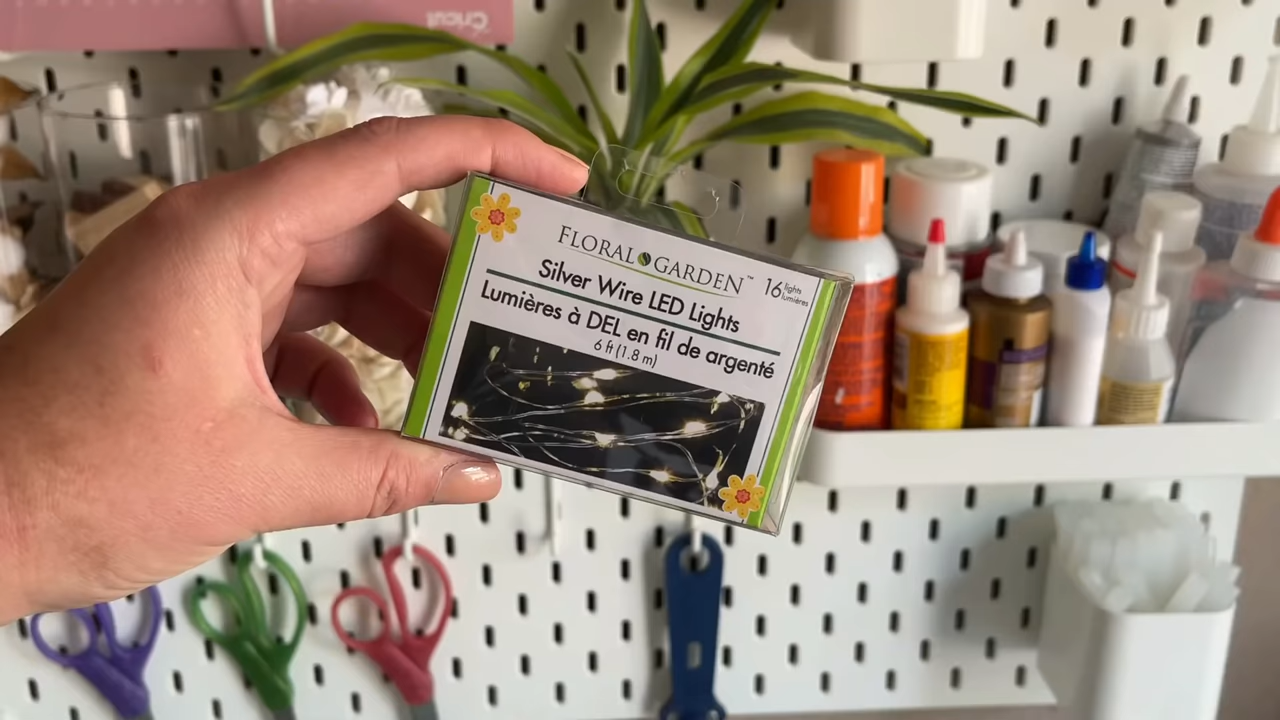 Cricut
FLORAL GARDEN™
16 lights
lumières
Silver Wire LED Lights
Lumières à DEL en fil de argenté
6 ft (1.8 m)